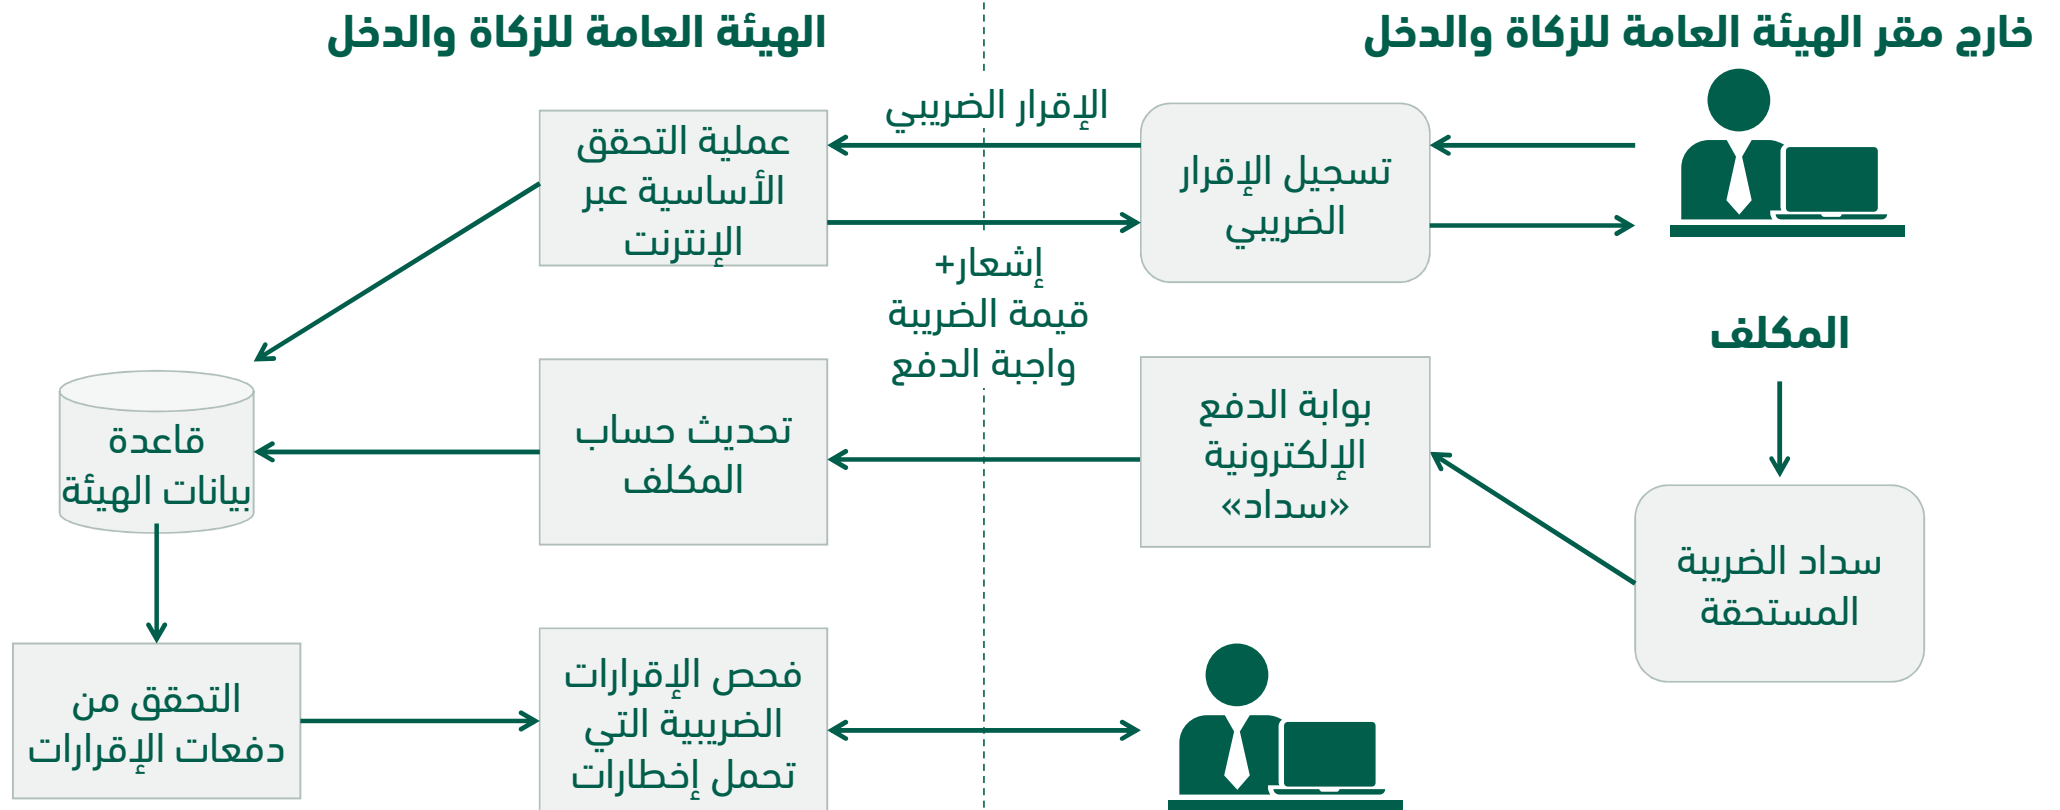 خارج مقر الهيئة العامة للزكاة والدخل
الهيئة العامة للزكاة والدخل
تسجيل الإقرار
الضريبي
الإقرار الضريبي
عملية التحقق
الأساسية عبر
الإنترنت
إشعار+
قيمة الضريبة
واجبة الدفع
المكلف
سداد الضريبة
المستحقة
بوابة الدفع
الإلكترونية
«سداد»
تحديث حساب
المكلف
قاعدة
بيانات الهيئة
التحقق من
دفعات الإقرارات
فحص الإقرارات
الضريبية التي
تحمل إخطارات